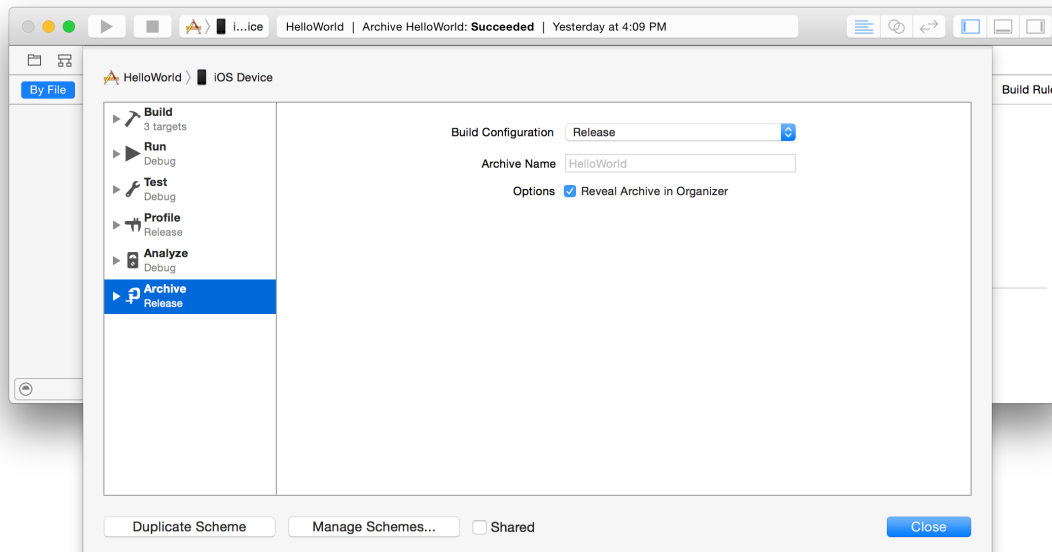 i...ice
HelloWorld | Archive HelloWorld: Succeeded | Yesterday at 4:09 PM
HelloWorld
iOS Device
By File
Build Rule
Build
3 targets
Run
Debug
Test
Debug
Profile
Release
Analyze
Debug
Archive
Release
Build Configuration
Release
Archive Name
HelloWorld
Options
Reveal Archive in Organizer
Duplicate Scheme
Manage Schemes...
Shared
Close